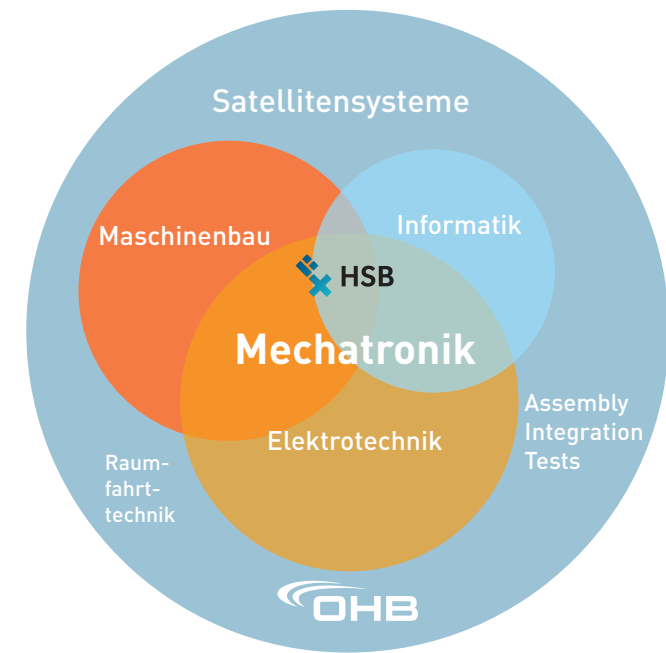 Satellitensysteme
Maschinenbau
Informatik
HSB
Mechatronik
Elektrotechnik
Assembly
Integration
Tests
Raum-
fahrt-
technik
OHB